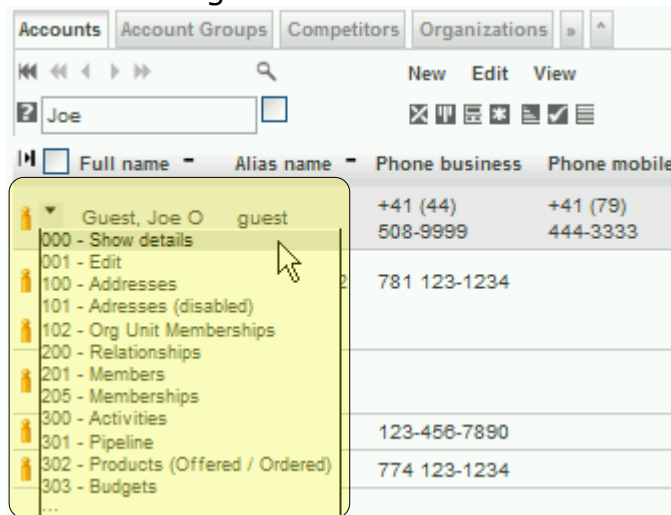 Accounts Account Groups Competitors Organizations » ^
New Edit View
? Joe
Full name - Alias name - Phone business Phone mobile
Guest, Joe O guest +41 (44) 508-9999 +41 (79) 444-3333
000 - Show details
001 - Edit
100 - Addresses
2 781 123-1234
101 - Adresses (disabled)
102 - Org Unit Memberships
200 - Relationships
201 - Members
205 - Memberships
300 - Activities
123-456-7890
301 - Pipeline
302 - Products (Offered / Ordered)
774 123-1234
303 - Budgets
...